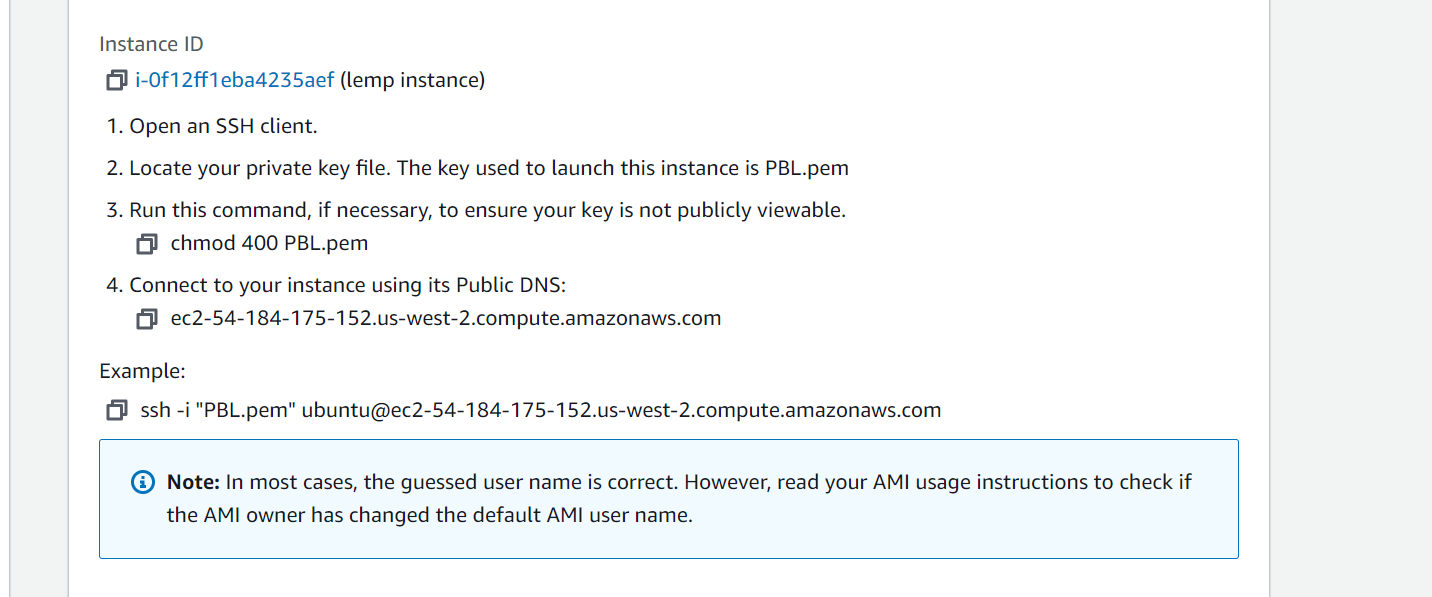 Instance ID
i-0f12ff1eba4235aef (lemp instance)
1. Open an SSH client.
2. Locate your private key file. The key used to launch this instance is PBL.pem
3. Run this command, if necessary, to ensure your key is not publicly viewable.
chmod 400 PBL.pem
4. Connect to your instance using its Public DNS:
ec2-54-184-175-152.us-west-2.compute.amazonaws.com
Example:
ssh -i "PBL.pem" ubuntu@ec2-54-184-175-152.us-west-2.compute.amazonaws.com
Note: In most cases, the guessed user name is correct. However, read your AMI usage instructions to check if
the AMI owner has changed the default AMI user name.